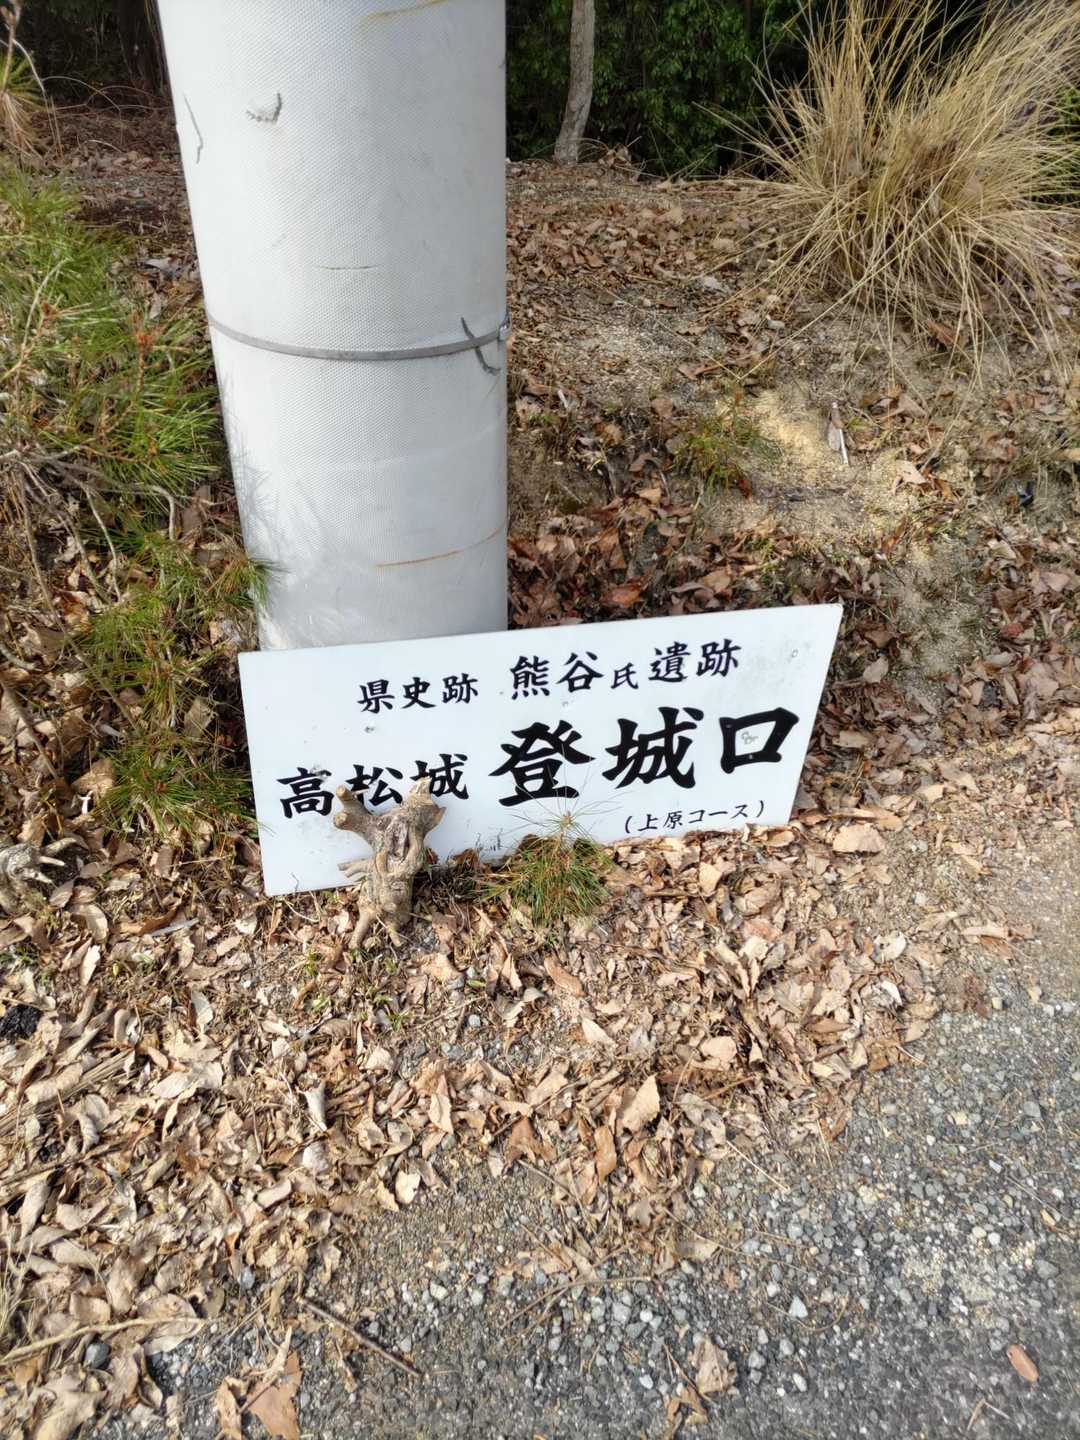 県史跡 熊谷氏遺跡
高松城 登城口
(上原コース)